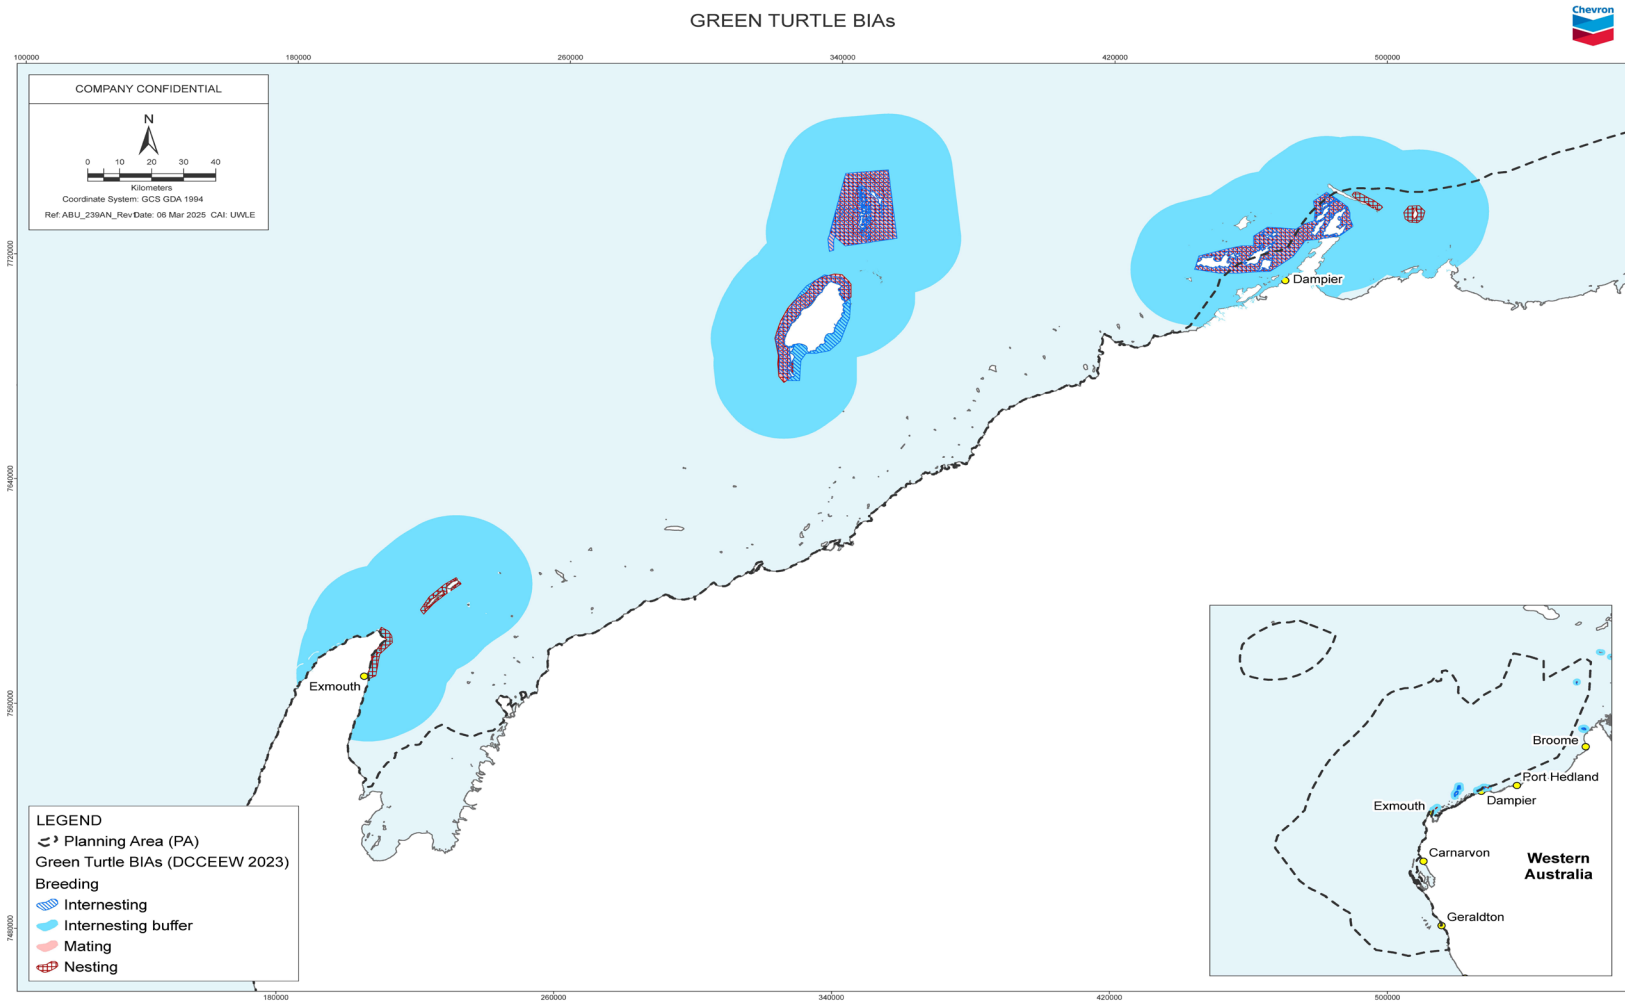 GREEN TURTLE BIAs
Chevron
100000 180000 260000 340000 420000 500000
COMPANY CONFIDENTIAL
N
0 10 20 30 40
Kilometers
Coordinate System: GCS GDA 1994
Ref: ABU_239AN_Rev1 Date: 06 Mar 2025 CAI: UWLE
7720000
Dampier
7640000
Exmouth
7560000
Broome
Port Hedland
Dampier
Exmouth
Carnarvon
Western
Australia
Geraldton
LEGEND
Planning Area (PA)
Green Turtle BIAs (DCCEEW 2023)
Breeding
Internesting
Internesting buffer
Mating
Nesting
7480000
180000 260000 340000 420000 500000